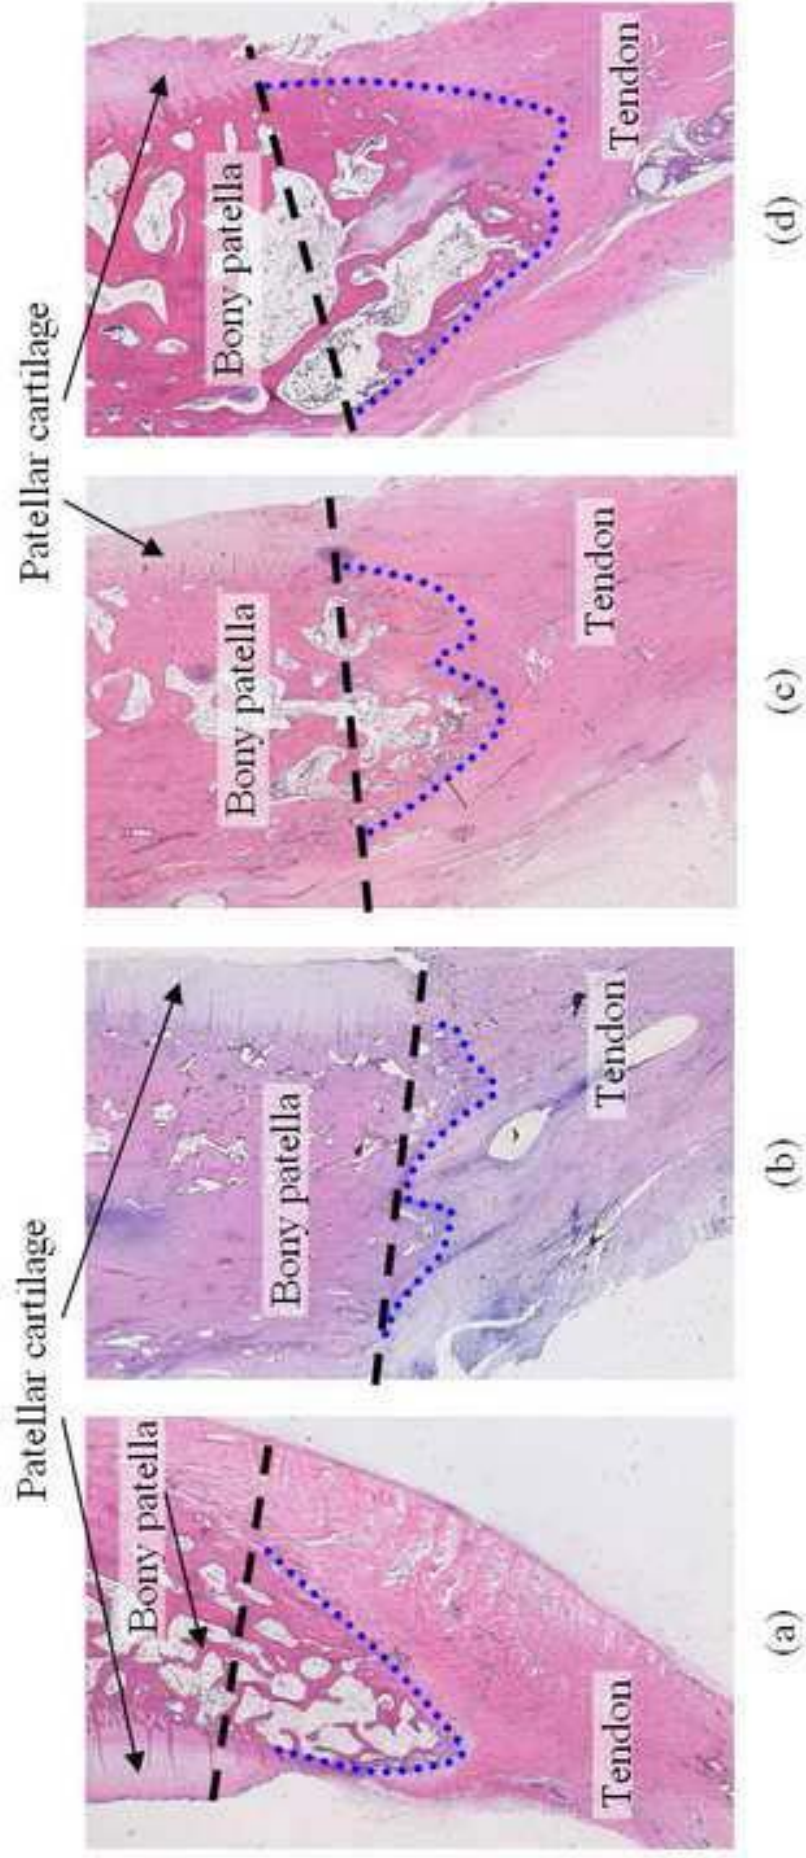 Patellar cartilage
Patellar cartilage
Bony patella
Bony patella
Bony patella
Bony patella
Tendon
Tendon
Tendon
Tendon
(a)
(b)
(c)
(d)